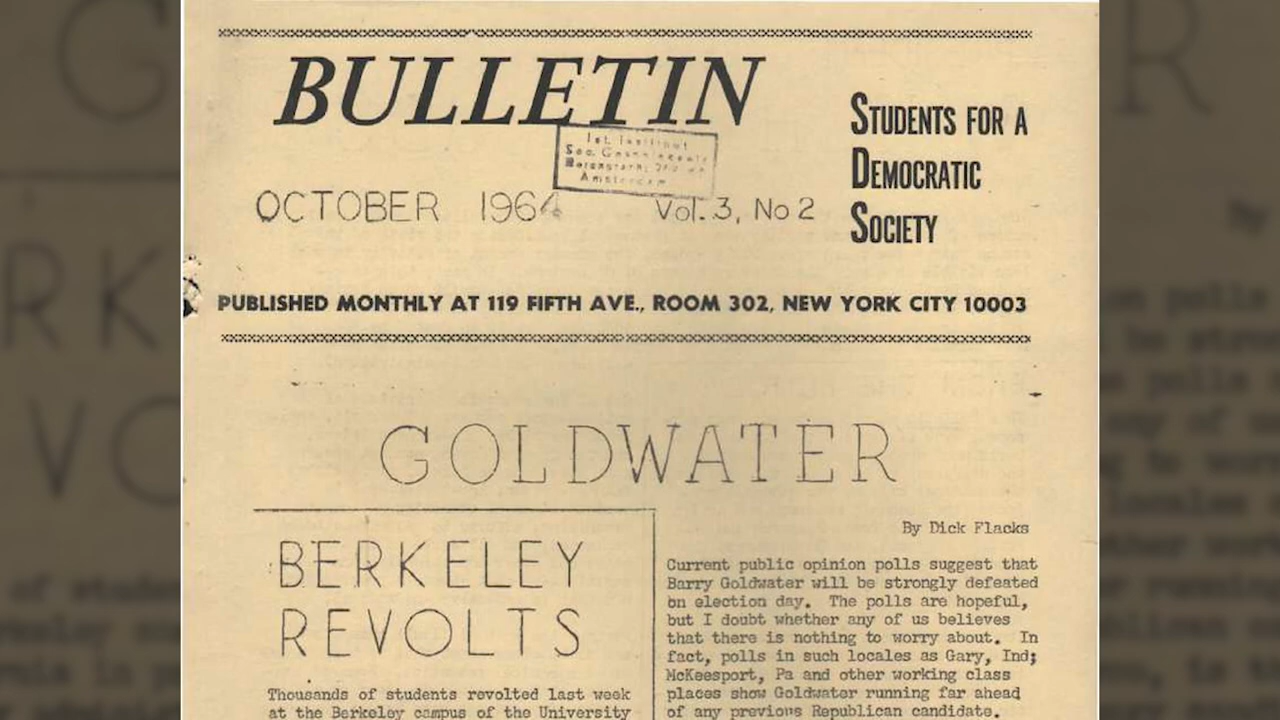 BULLETIN
STUDENTS FOR A
DEMOCRATIC
SOCIETY
Amsterdam
OCTOBER 1964 Vol. 3, No 2
PUBLISHED MONTHLY AT 119 FIFTH AVE., ROOM 302, NEW YORK CITY 10003
GOLDWATER
BERKELEY
REVOLTS
Thousands of students revolted last week
at the Berkeley campus of the University
By Dick Flacks
Current public opinion polls suggest that
Barry Goldwater will be strongly defeated
on election day. The polls are hopeful,
but I doubt whether any of us believes
that there is nothing to worry about. In
fact, polls in such locales as Gary, Ind;
McKeesport, Pa and other working class
places show Goldwater running far ahead
of any previous Republican candidate.